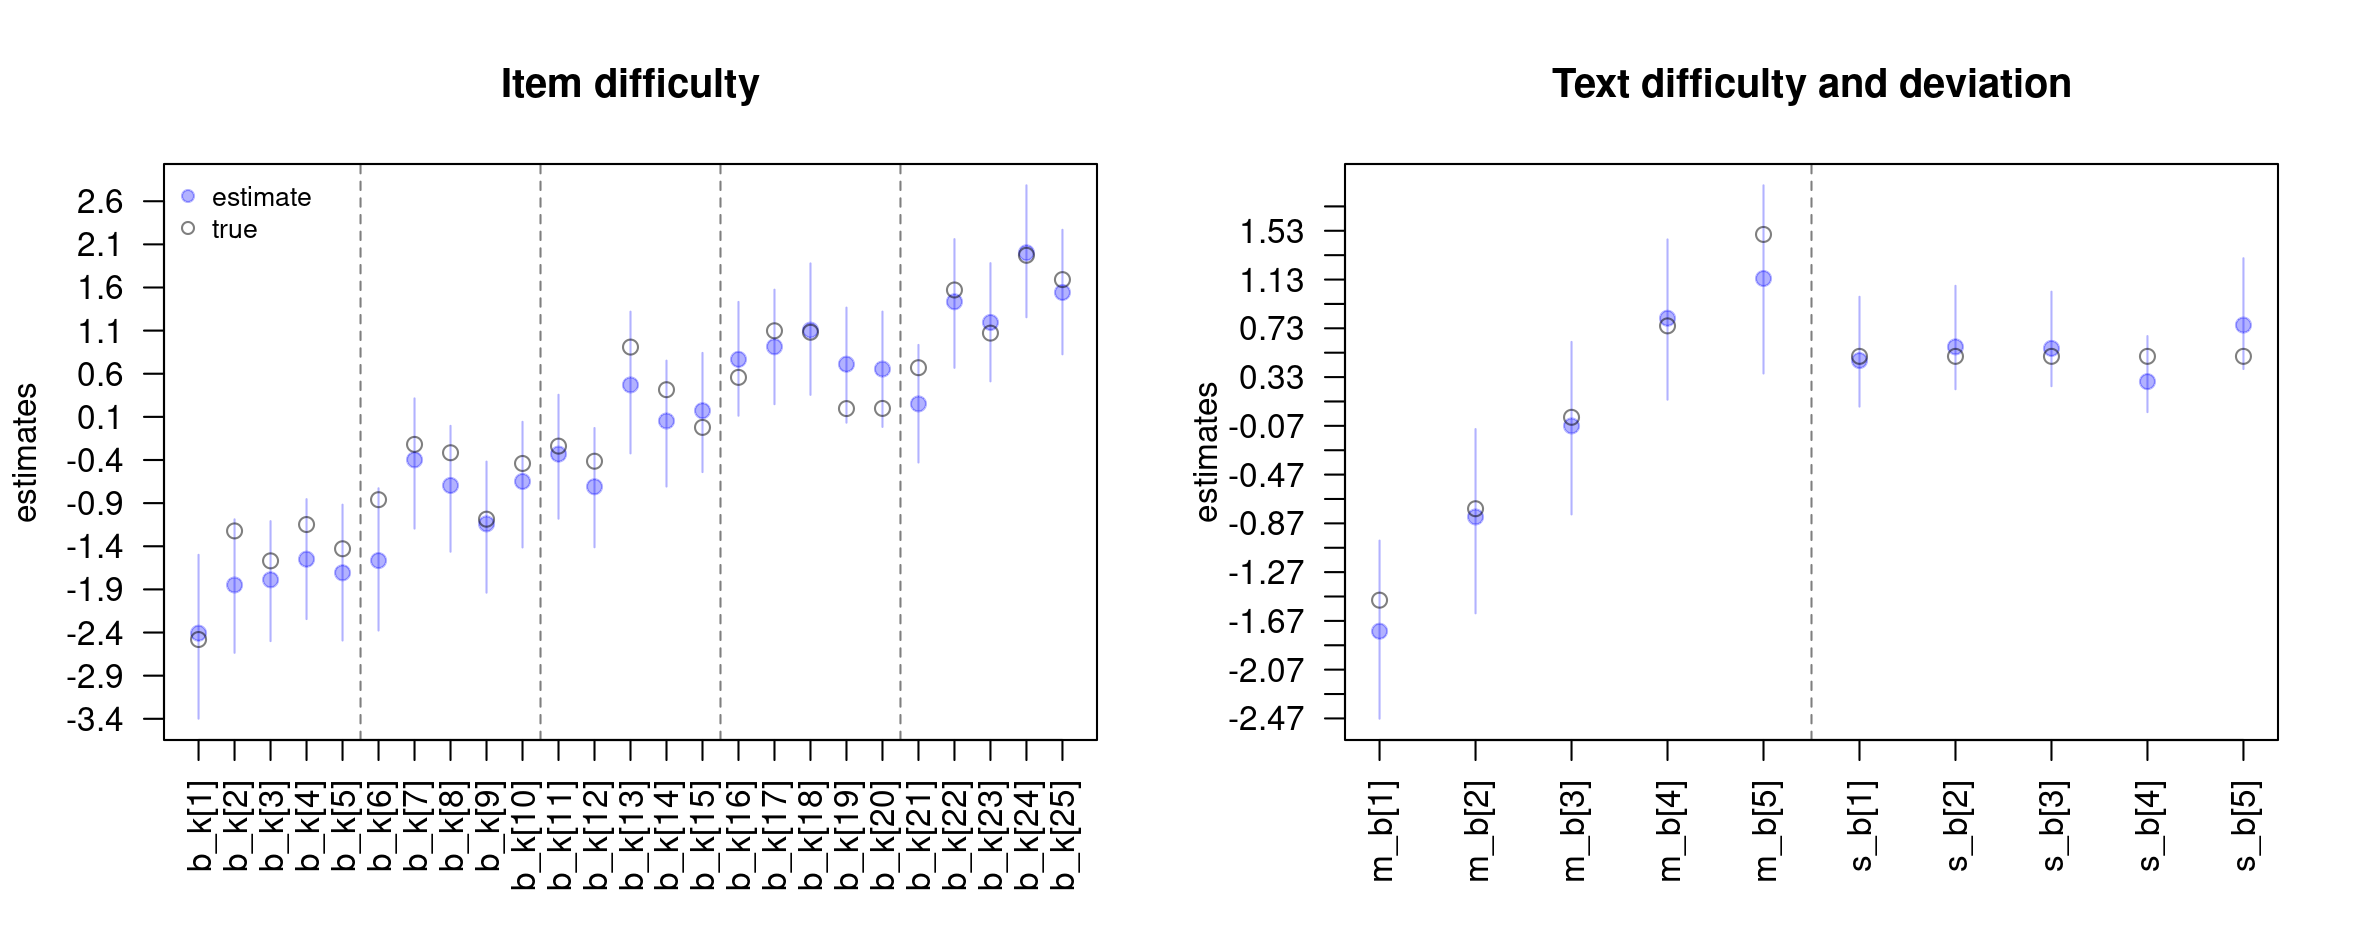 Item difficulty
estimate
true
2.6
2.1
1.6
1.1
0.6
0.1
-0.4
-0.9
-1.4
-1.9
-2.4
-2.9
-3.4
estimates
b_k[1]
b_k[2]
b_k[3]
b_k[4]
b_k[5]
b_k[6]
b_k[7]
b_k[8]
b_k[9]
b_k[10]
b_k[11]
b_k[12]
b_k[13]
b_k[14]
b_k[15]
b_k[16]
b_k[17]
b_k[18]
b_k[19]
b_k[20]
b_k[21]
b_k[22]
b_k[23]
b_k[24]
b_k[25]
Text difficulty and deviation
1.53
1.13
0.73
0.33
-0.07
-0.47
-0.87
-1.27
-1.67
-2.07
-2.47
estimates
m_b[1]
m_b[2]
m_b[3]
m_b[4]
m_b[5]
s_b[1]
s_b[2]
s_b[3]
s_b[4]
s_b[5]